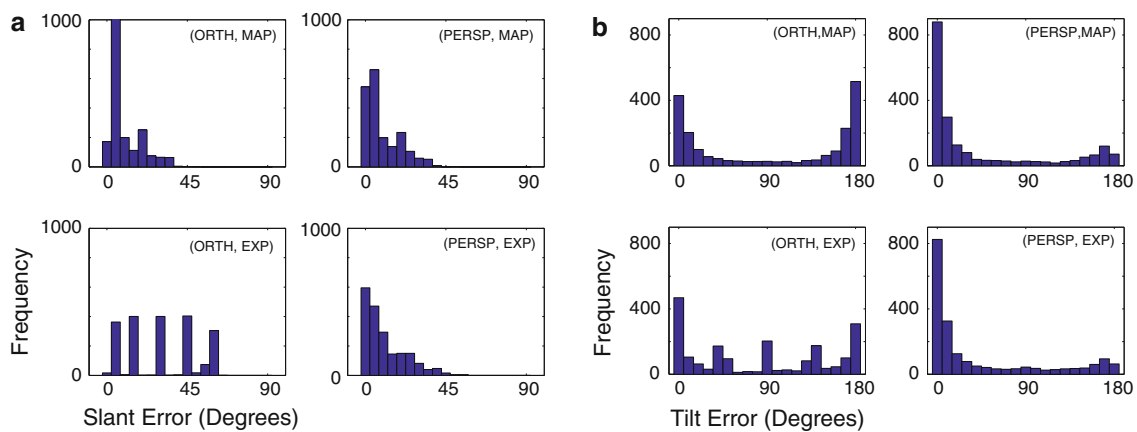 a
1000
(ORTH, MAP)
(PERSP, MAP)
0
0 45 90
0 45 90
1000
1000
(ORTH, EXP)
(PERSP, EXP)
0
0
0 45 90
0 45 90
Frequency
Slant Error (Degrees)
b
800
400
0
(ORTH,MAP)
0 90 180
800
400
0
(PERSP,MAP)
0 90 180
800
400
0
(ORTH, EXP)
0 90 180
800
400
0
(PERSP, EXP)
0 90 180
Frequency
Tilt Error (Degrees)